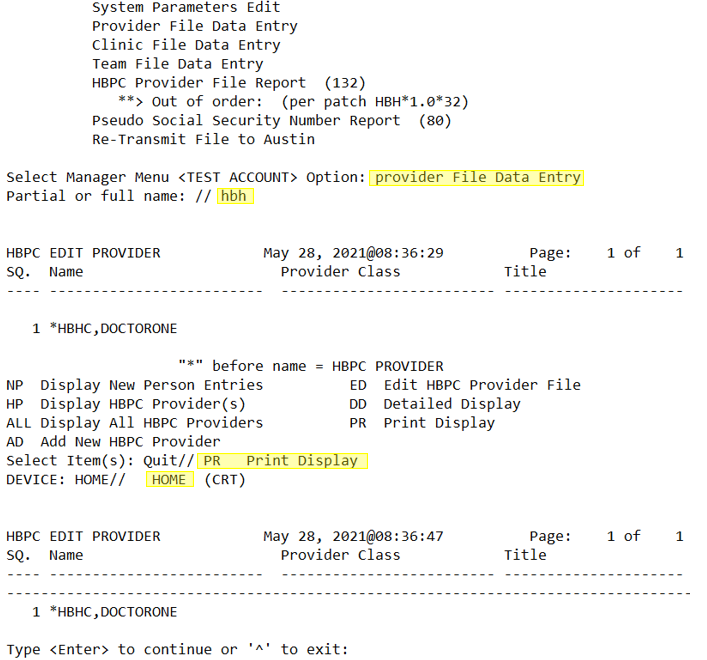 System Parameters Edit
Provider File Data Entry
Clinic File Data Entry
Team File Data Entry
HBPC Provider File Report  (132)
**> Out of order:  (per patch HBH*1.0*32)
Pseudo Social Security Number Report  (80)
Re-Transmit File to Austin
Select Manager Menu <TEST ACCOUNT> Option: provider File Data Entry
Partial or full name: // hbh
HBPC EDIT PROVIDER            May 28, 2021@08:36:29          Page:    1 of    1
SQ.  Name                       Provider Class            Title
---- -------------------------  ------------------------- ---------------------
1 *HBHC,DOCTORONE
"*" before name = HBPC PROVIDER
NP  Display New Person Entries          ED  Edit HBPC Provider File
HP  Display HBPC Provider(s)            DD  Detailed Display
ALL Display All HBPC Providers          PR  Print Display
AD  Add New HBPC Provider
Select Item(s): Quit// PR   Print Display
DEVICE: HOME//   HOME  (CRT)
HBPC EDIT PROVIDER            May 28, 2021@08:36:47          Page:    1 of    1
SQ.  Name                       Provider Class            Title
---- -------------------------  ------------------------- ---------------------
--------------------------------------------------------------------------------
1 *HBHC,DOCTORONE
Type <Enter> to continue or '^' to exit: